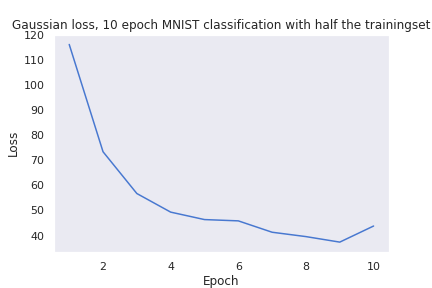 Gaussian loss, 10 epoch MNIST classification with half the trainingset
120
110
100
90
80
70
60
50
40
Loss
2 4 6 8 10
Epoch